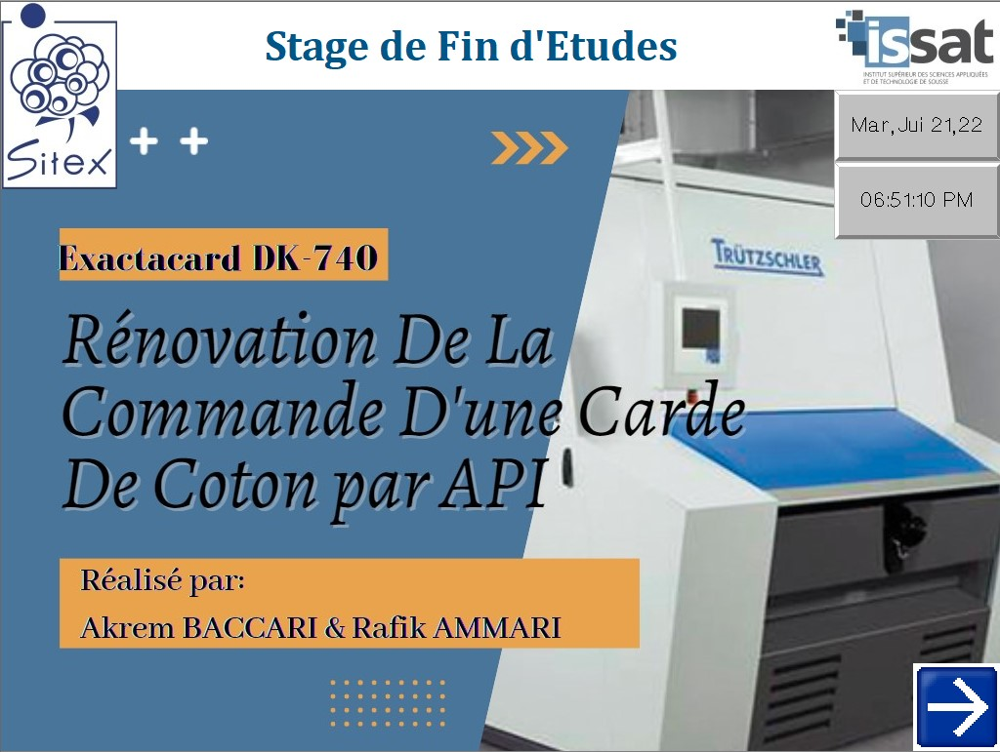 Stage de Fin d'Etudes
issat
INSTITUT SUPÉRIEUR DES SCIENCES APPLIQUÉES
ET DE TECHNOLOGIE DE SOUSSE
Sitex
Mar,Jui 21,22
06:51:10 PM
TRÜTZSCHLER
Exactacard DK-740
Rénovation De La
Commande D'une Carde
De Coton par API
Réalisé par:
Akrem BACCARI & Rafik AMMARI